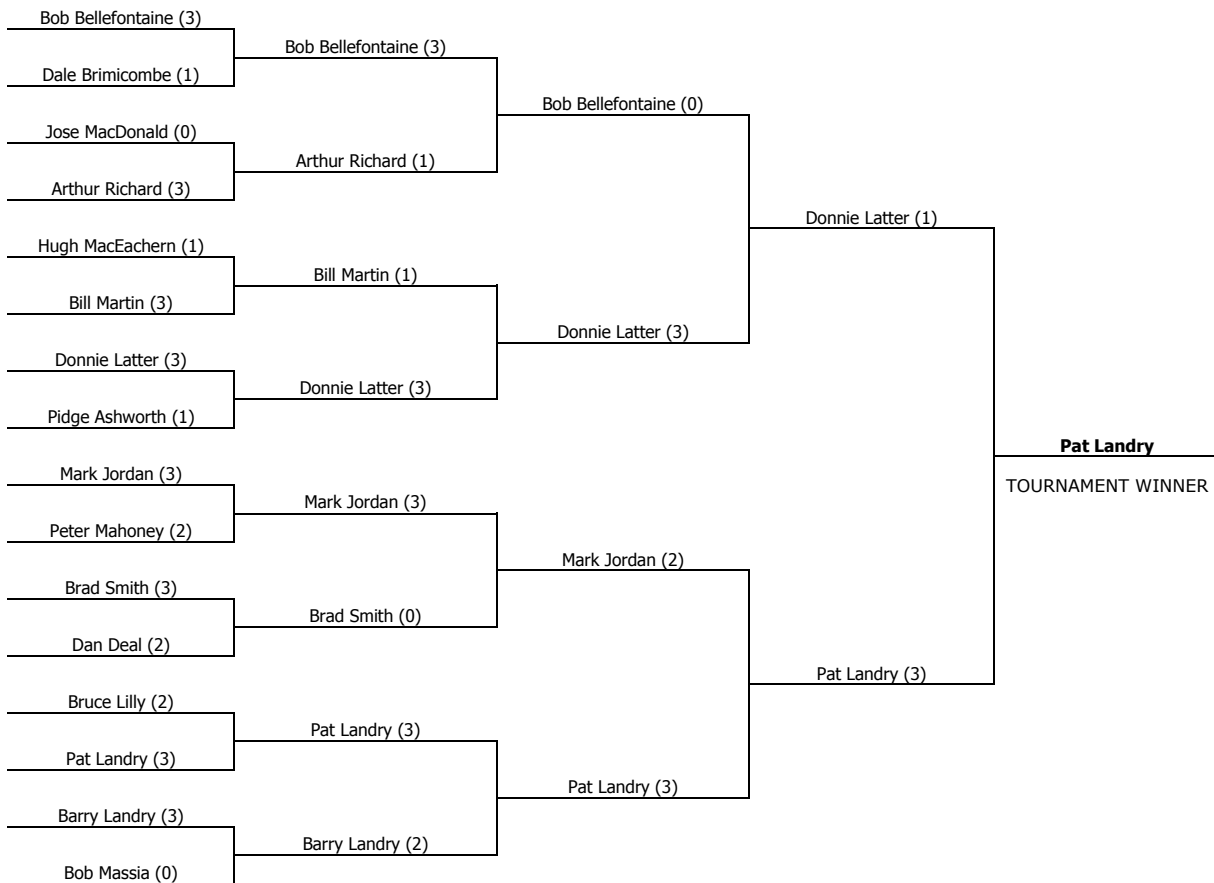 Bob Bellefontaine (3)
Dale Brimicombe (1)
Jose MacDonald (0)
Arthur Richard (3)
Hugh MacEachern (1)
Bill Martin (3)
Donnie Latter (3)
Pidge Ashworth (1)
Mark Jordan (3)
Peter Mahoney (2)
Brad Smith (3)
Dan Deal (2)
Bruce Lilly (2)
Pat Landry (3)
Barry Landry (3)
Bob Massia (0)
Bob Bellefontaine (3)
Arthur Richard (1)
Bill Martin (1)
Donnie Latter (3)
Mark Jordan (3)
Brad Smith (0)
Pat Landry (3)
Barry Landry (2)
Bob Bellefontaine (0)
Donnie Latter (3)
Mark Jordan (2)
Pat Landry (3)
Donnie Latter (1)
Pat Landry (3)
Pat Landry
TOURNAMENT WINNER